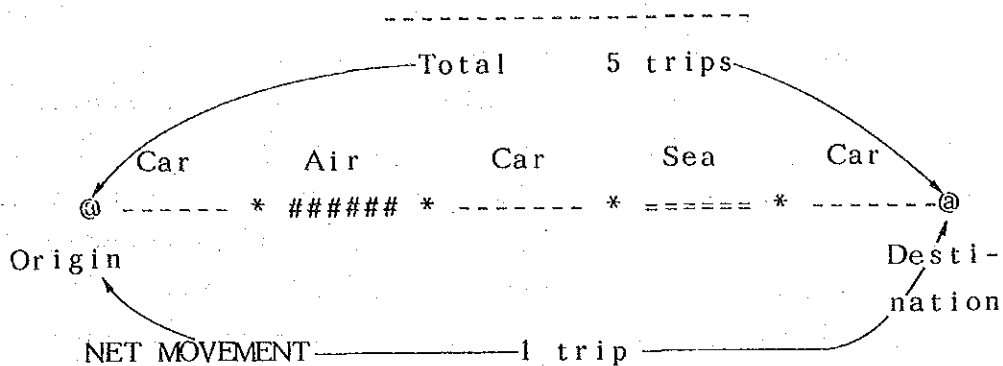 --------------------
Total 5 trips
Car Air Car Sea Car
@ ------ * ###### * ------- * ====== * -------@
Origin Desti-
nation
NET MOVEMENT 1 trip